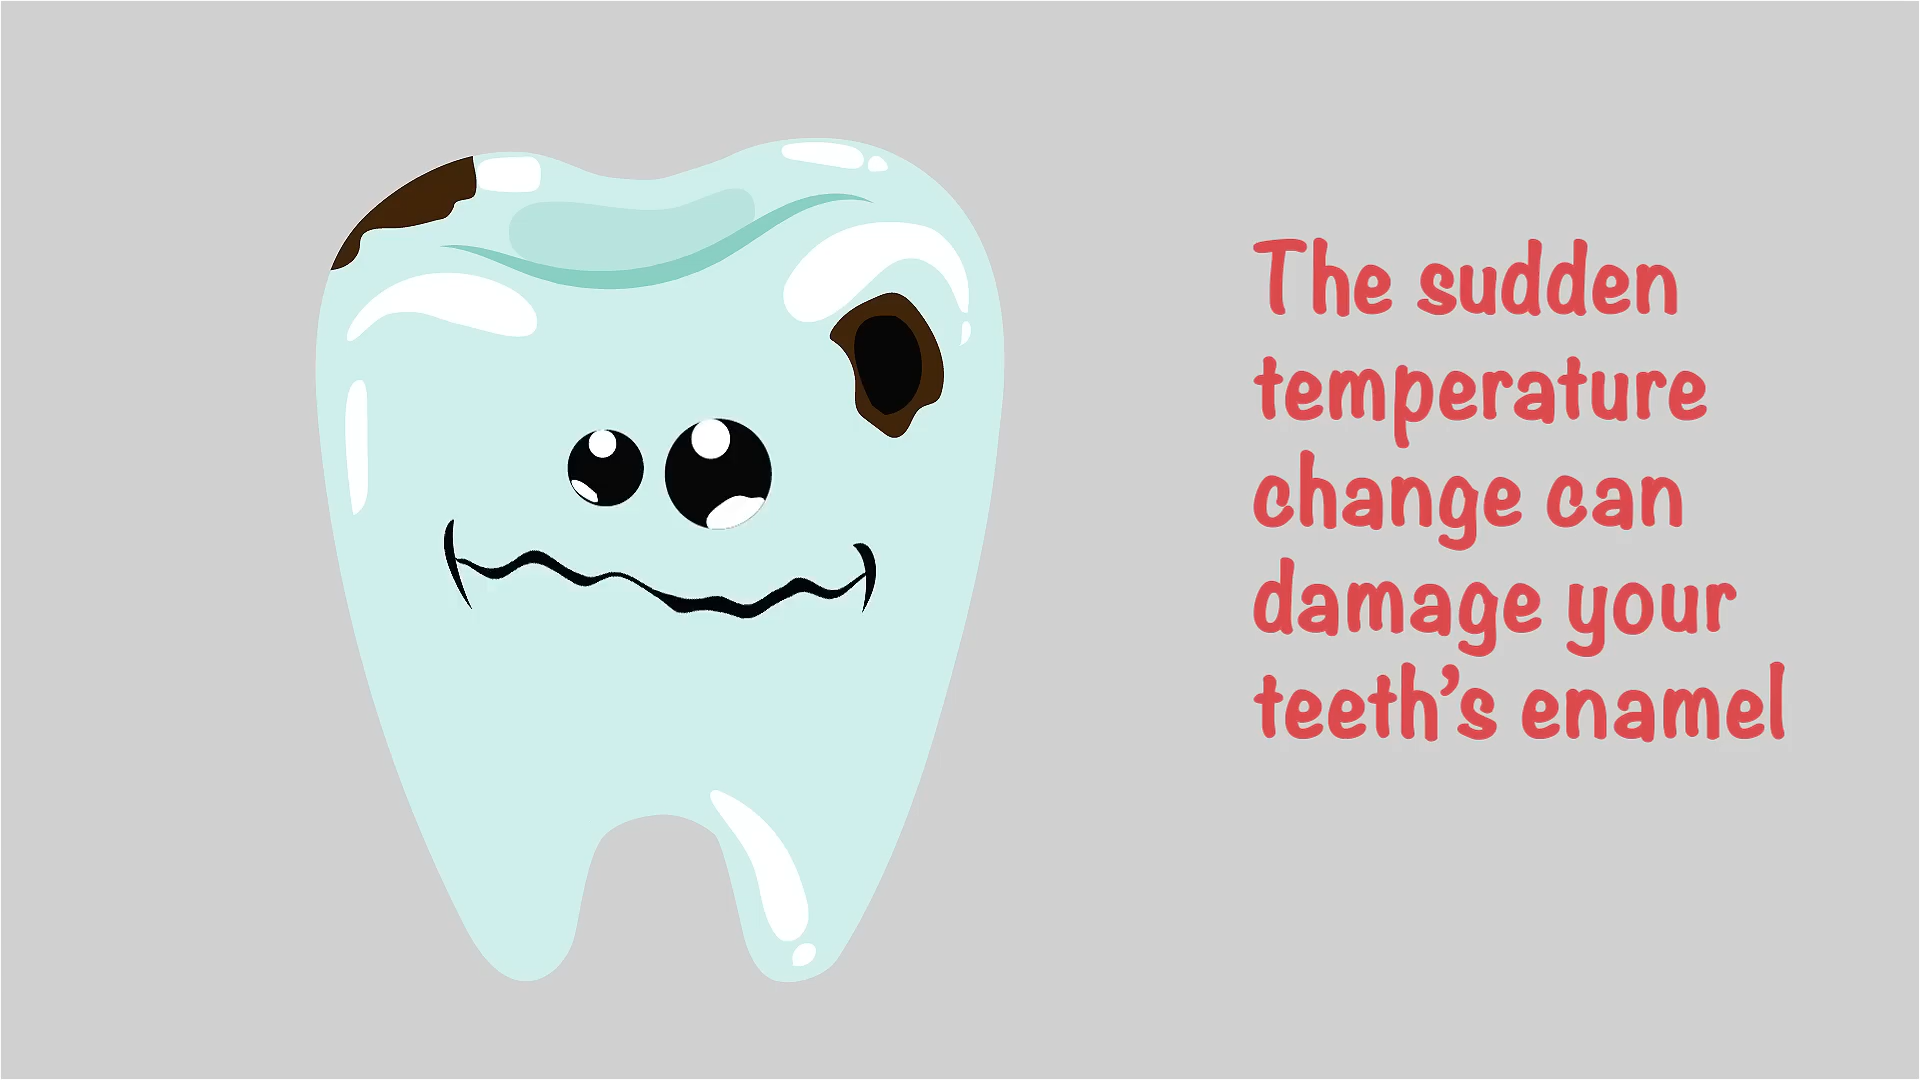 The sudden
temperature
change can
damage your
teeth’s enamel